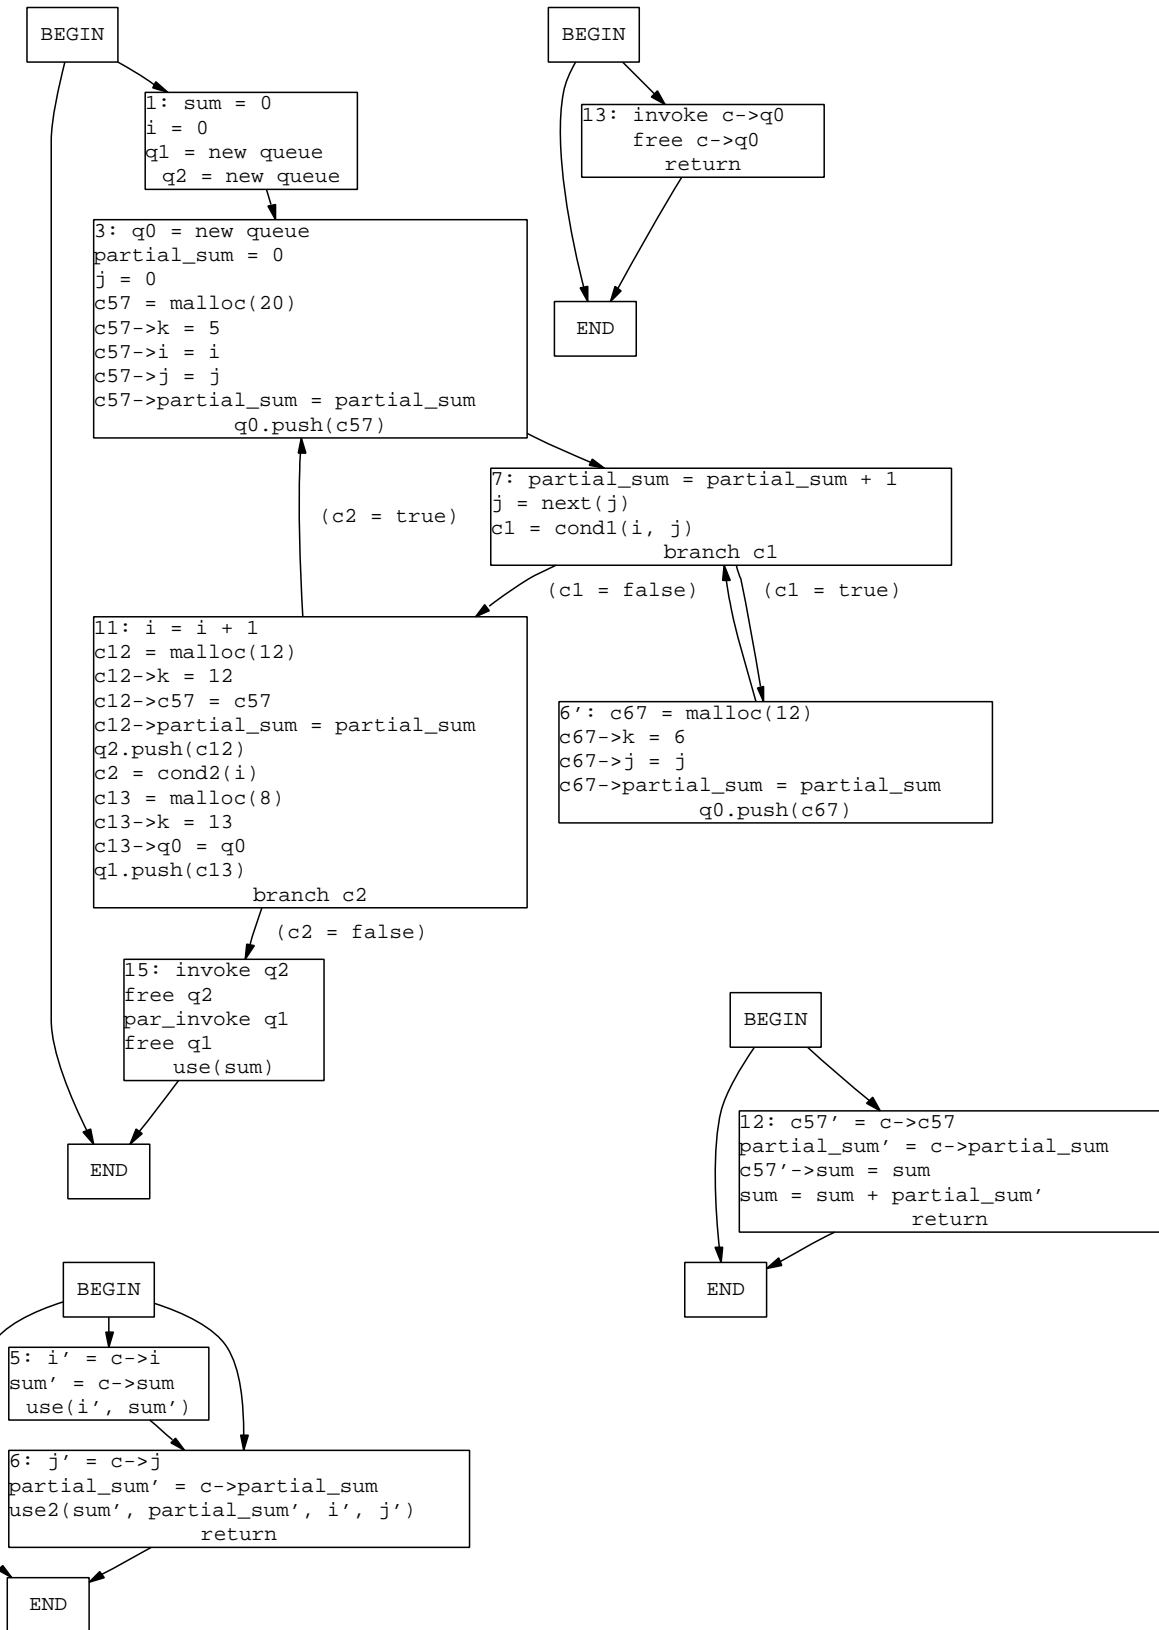 BEGIN
1: sum = 0
i = 0
q1 = new queue
q2 = new queue
3: q0 = new queue
partial_sum = 0
j = 0
c57 = malloc(20)
c57->k = 5
c57->i = i
c57->j = j
c57->partial_sum = partial_sum
q0.push(c57)
(c2 = true)
7: partial_sum = partial_sum + 1
j = next(j)
c1 = cond1(i, j)
branch c1
(c1 = false)
(c1 = true)
11: i = i + 1
c12 = malloc(12)
c12->k = 12
c12->c57 = c57
c12->partial_sum = partial_sum
q2.push(c12)
c2 = cond2(i)
c13 = malloc(8)
c13->k = 13
c13->q0 = q0
q1.push(c13)
branch c2
6′: c67 = malloc(12)
c67->k = 6
c67->j = j
c67->partial_sum = partial_sum
q0.push(c67)
(c2 = false)
15: invoke q2
free q2
par_invoke q1
free q1
use(sum)
END
BEGIN
13: invoke c->q0
free c->q0
return
END
BEGIN
12: c57′ = c->c57
partial_sum′ = c->partial_sum
c57′->sum = sum
sum = sum + partial_sum′
return
END
BEGIN
5: i′ = c->i
sum′ = c->sum
use(i′, sum′)
6: j′ = c->j
partial_sum′ = c->partial_sum
use2(sum′, partial_sum′, i′, j′)
return
END